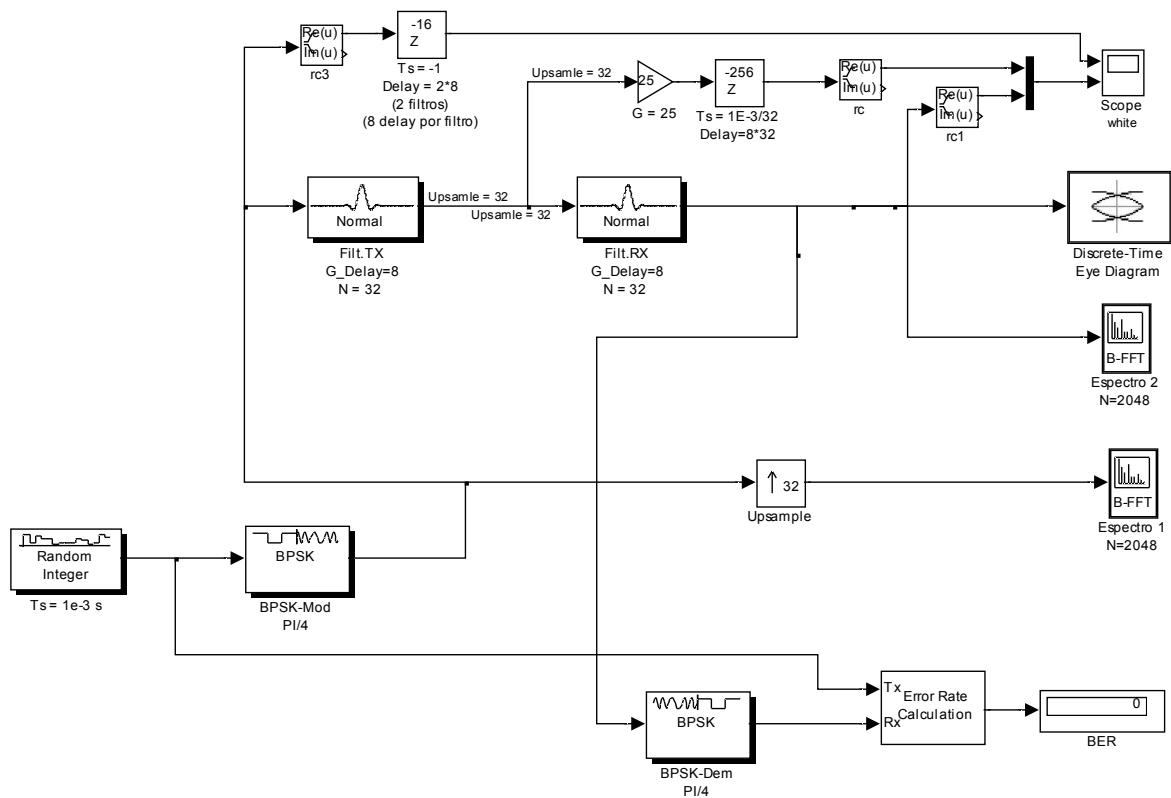 Re(u)
Im(u)
rc3
-16
Z
Ts = -1
Delay = 2*8
(2 filtros)
(8 delay por filtro)
Upsamle = 32
25
G = 25
-256
Z
Ts = 1E-3/32
Delay=8*32
Re(u)
Im(u)
rc
Re(u)
Im(u)
rc1
Scope
white
Normal
Filt.TX
G_Delay=8
N = 32
Upsamle = 32
Upsamle = 32
Normal
Filt.RX
G_Delay=8
N = 32
Discrete-Time
Eye Diagram
B-FFT
Espectro 2
N=2048
32
Upsample
B-FFT
Espectro 1
N=2048
Random
Integer
Ts = 1e-3 s
BPSK
BPSK-Mod
PI/4
BPSK
BPSK-Dem
PI/4
Tx
Rx
Error Rate
Calculation
0
BER